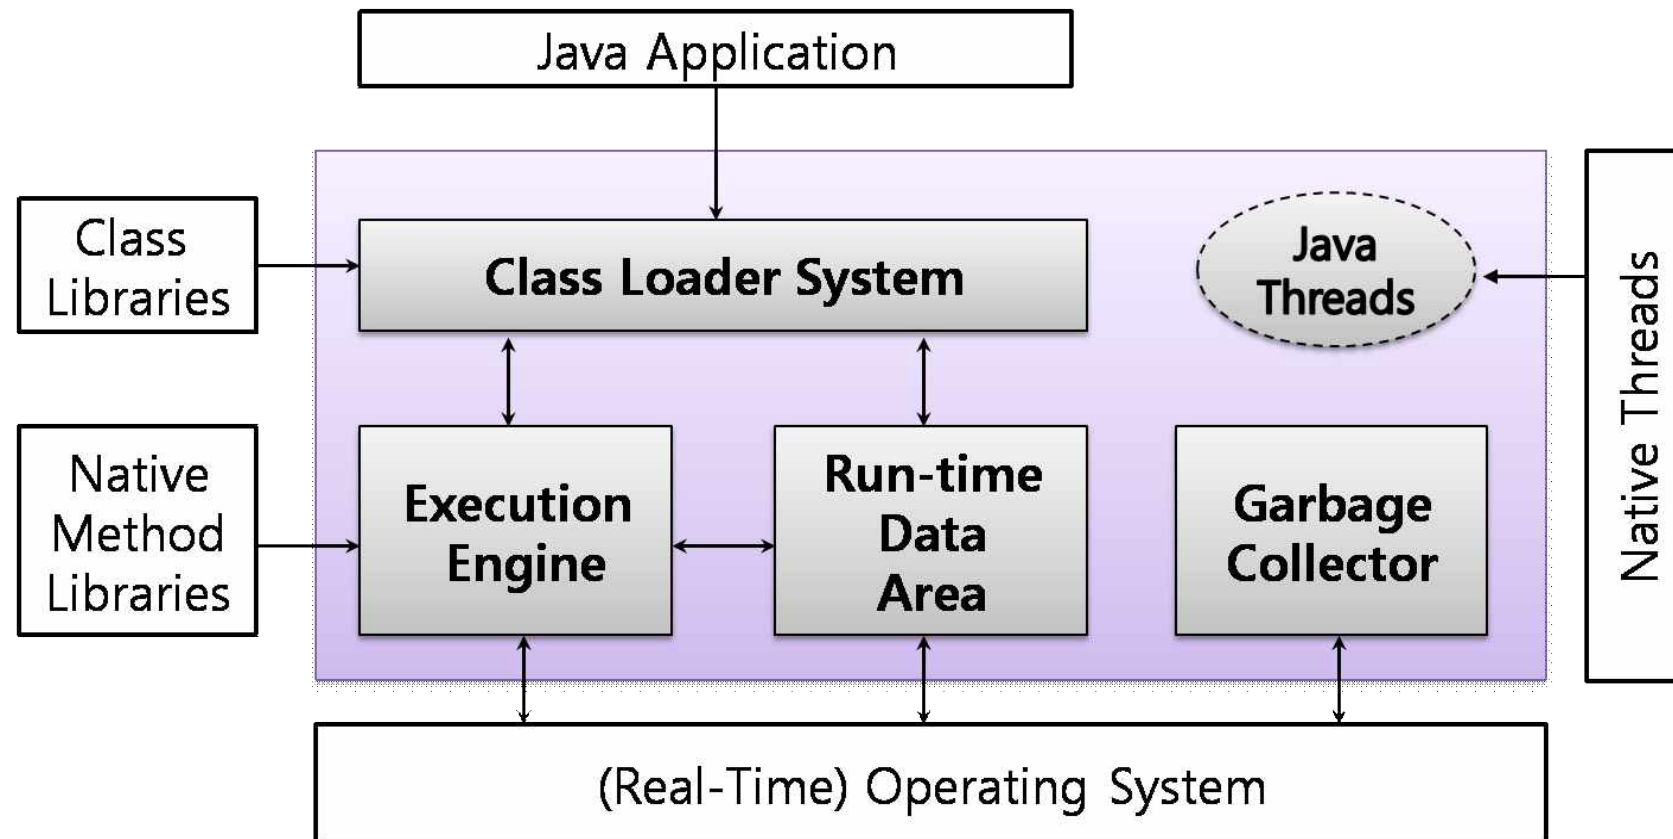 Java Application
Class
Libraries
Class Loader System
Java
Threads
Native Threads
Native
Method
Libraries
Execution
Engine
Run-time
Data
Area
Garbage
Collector
(Real-Time) Operating System